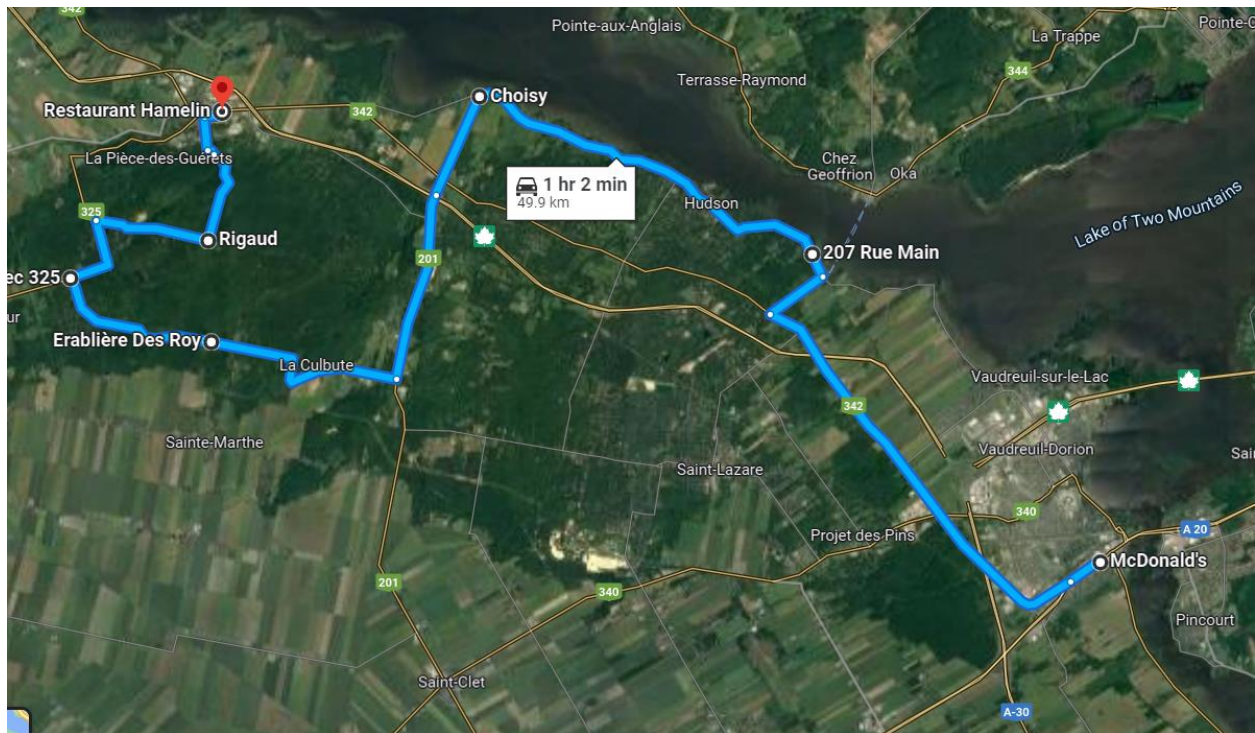 342
Pointe-aux-Anglais
La Trappe
Pointe-C
Terrasse-Raymond
344
Restaurant Hamelin
342
Choisy
La Pièce-des-Guérets
Chez
Geoffrion
Oka
1 hr 2 min
49.9 km
Hudson
Lake of Two Mountains
325
Rigaud
201
207 Rue Main
ec 325
ur
Erablière Des Roy
La Culbute
Vaudreuil-sur-le-Lac
342
Sainte-Marthe
Saint-Lazare
Vaudreuil-Dorion
Sai
340
Projet des Pins
A 20
McDonald's
201
340
Pincourt
Saint-Clet
A-30